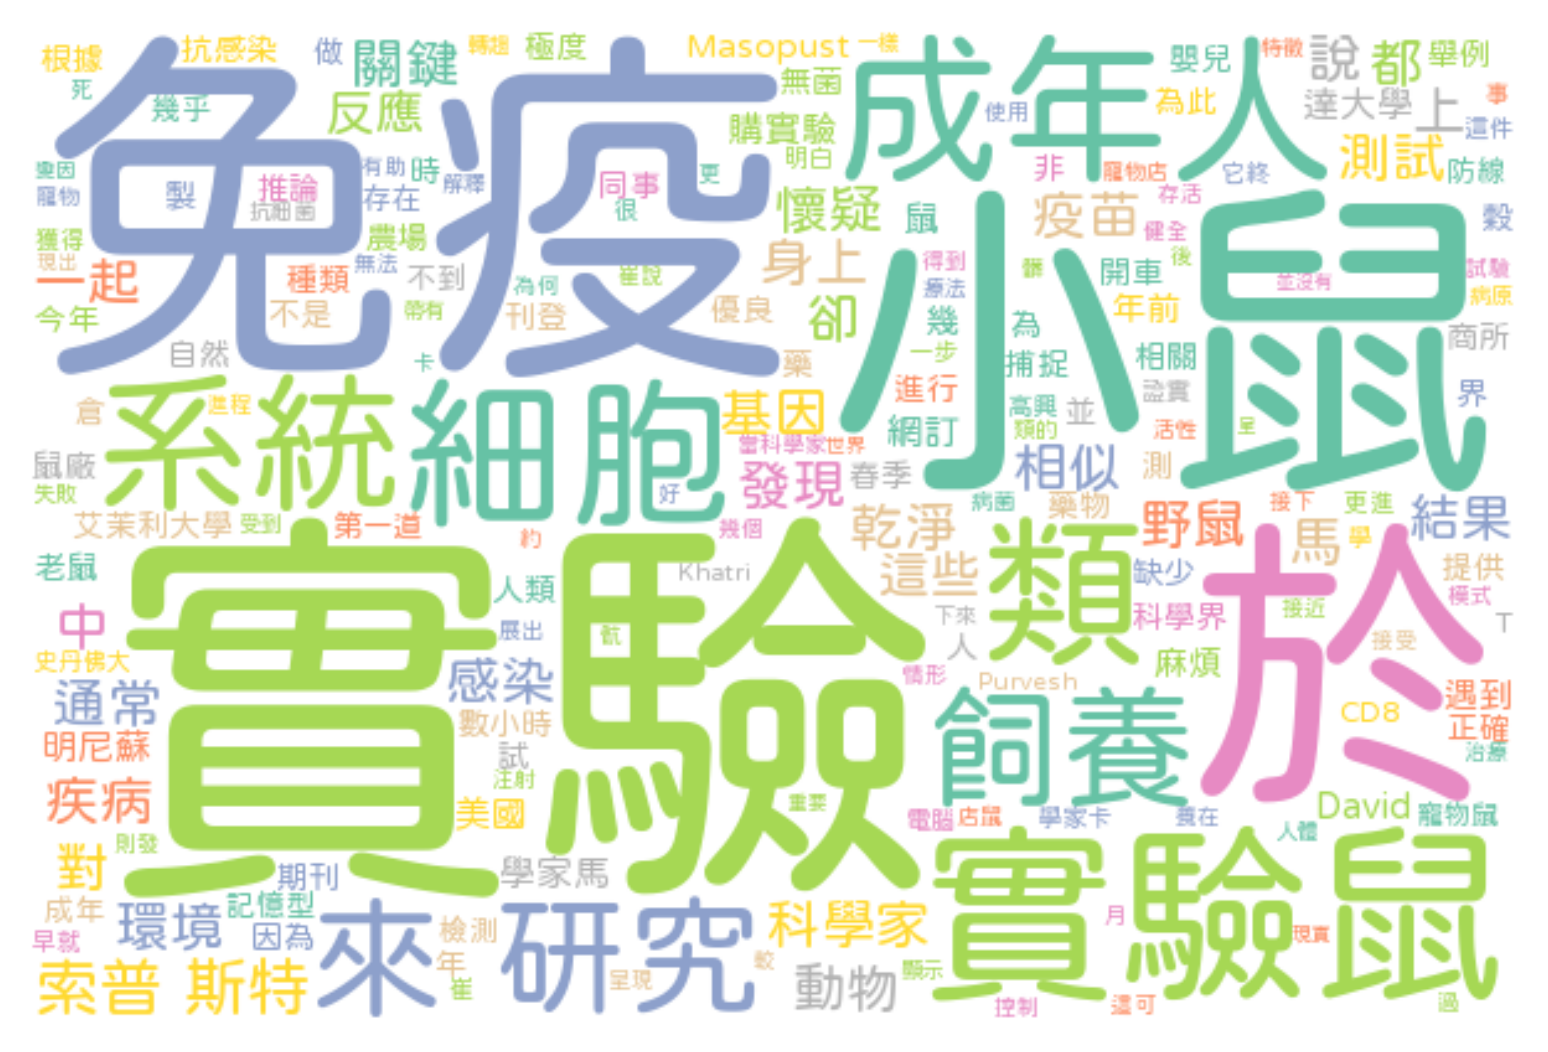 根據
抗感染
做
關鍵
轉趨
極度
Masopust
一樣
成年人
嬰兒
特徵
說
都
舉例
死
幾乎
反應
免疫
無菌
購實驗
明白
使用
為此
達大學
上
事
這件
測試
防線
寵物
製
推論
抗細菌
有助
時
存在
解釋
同事
很
更
懷疑
鼠
疫苗
非
寵物店
存活
它終
健全
穀
獲得
現出
一起
農場
無法
種類
不到
不是
帶有
為何
崔說
刊登
身上
優良
卻
小鼠
得到
療法
幾
髒
為
開車
後
年前
並沒有
試驗
病原
商所
今年
自然
卡
藥
一步
捕捉
相關
系統
細胞
倉
進程
基因
進行
網訂
高興
類的
並
證實
活性
呈
界
鼠廠
失敗
當科學家
世界
發現
春季
好
相似
測
艾茉利大學
受到
第一道
約
幾個
乾淨
病菌
藥物
野鼠
接下
馬
更進
學
結果
老鼠
實驗
人類
Khatri
這些
類
缺少
於
提供
中
展出
骯
下來
人
科學界
接近
模式
T
史丹佛大
通常
感染
情形
Purvesh
麻煩
接受
遇到
明尼蘇
數小時
飼養
CD8
正確
試
治療
疾病
注射
美國
重要
電腦
店鼠
學家卡
養在
David
寵物鼠
則發
人體
對
期刊
學家馬
成年
環境
記憶型
因為
來
檢測
研究
科學家
實驗鼠
月
現實
早就
索普
斯特
年
崔
呈現
較
動物
顯示
控制
這可
過